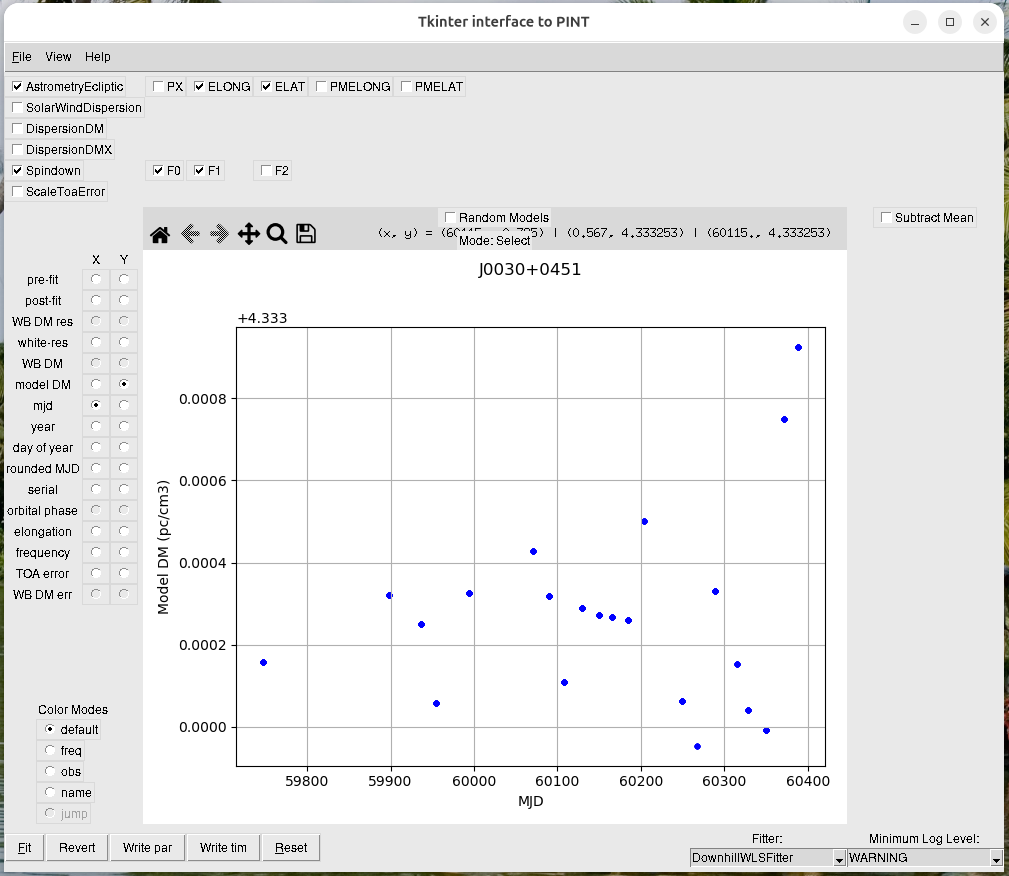 Tkinter interface to PINT
File View Help
AstrometryEcliptic PX ELONG ELAT PMELONG PMELAT
SolarWindDispersion
DispersionDM
DispersionDMX
Spindown F0 F1 F2
ScaleToaError
Random Models
Subtract Mean
(x, y) = | (0.567, 4.333253) | (60115., 4.333253)
Mode: Select
X Y
pre-fit
post-fit
WB DM res
white-res
WB DM
model DM
mjd
year
day of year
rounded MJD
serial
orbital phase
elongation
frequency
TOA error
WB DM err
J0030+0451
+4.333
0.0008
0.0006
0.0004
0.0002
0.0000
Model DM (pc/cm3)
59800 59900 60000 60100 60200 60300 60400
MJD
Color Modes
default
freq
obs
name
jump
Fit Revert Write par Write tim Reset
Fitter:
DownhillWLSFitter
Minimum Log Level:
WARNING